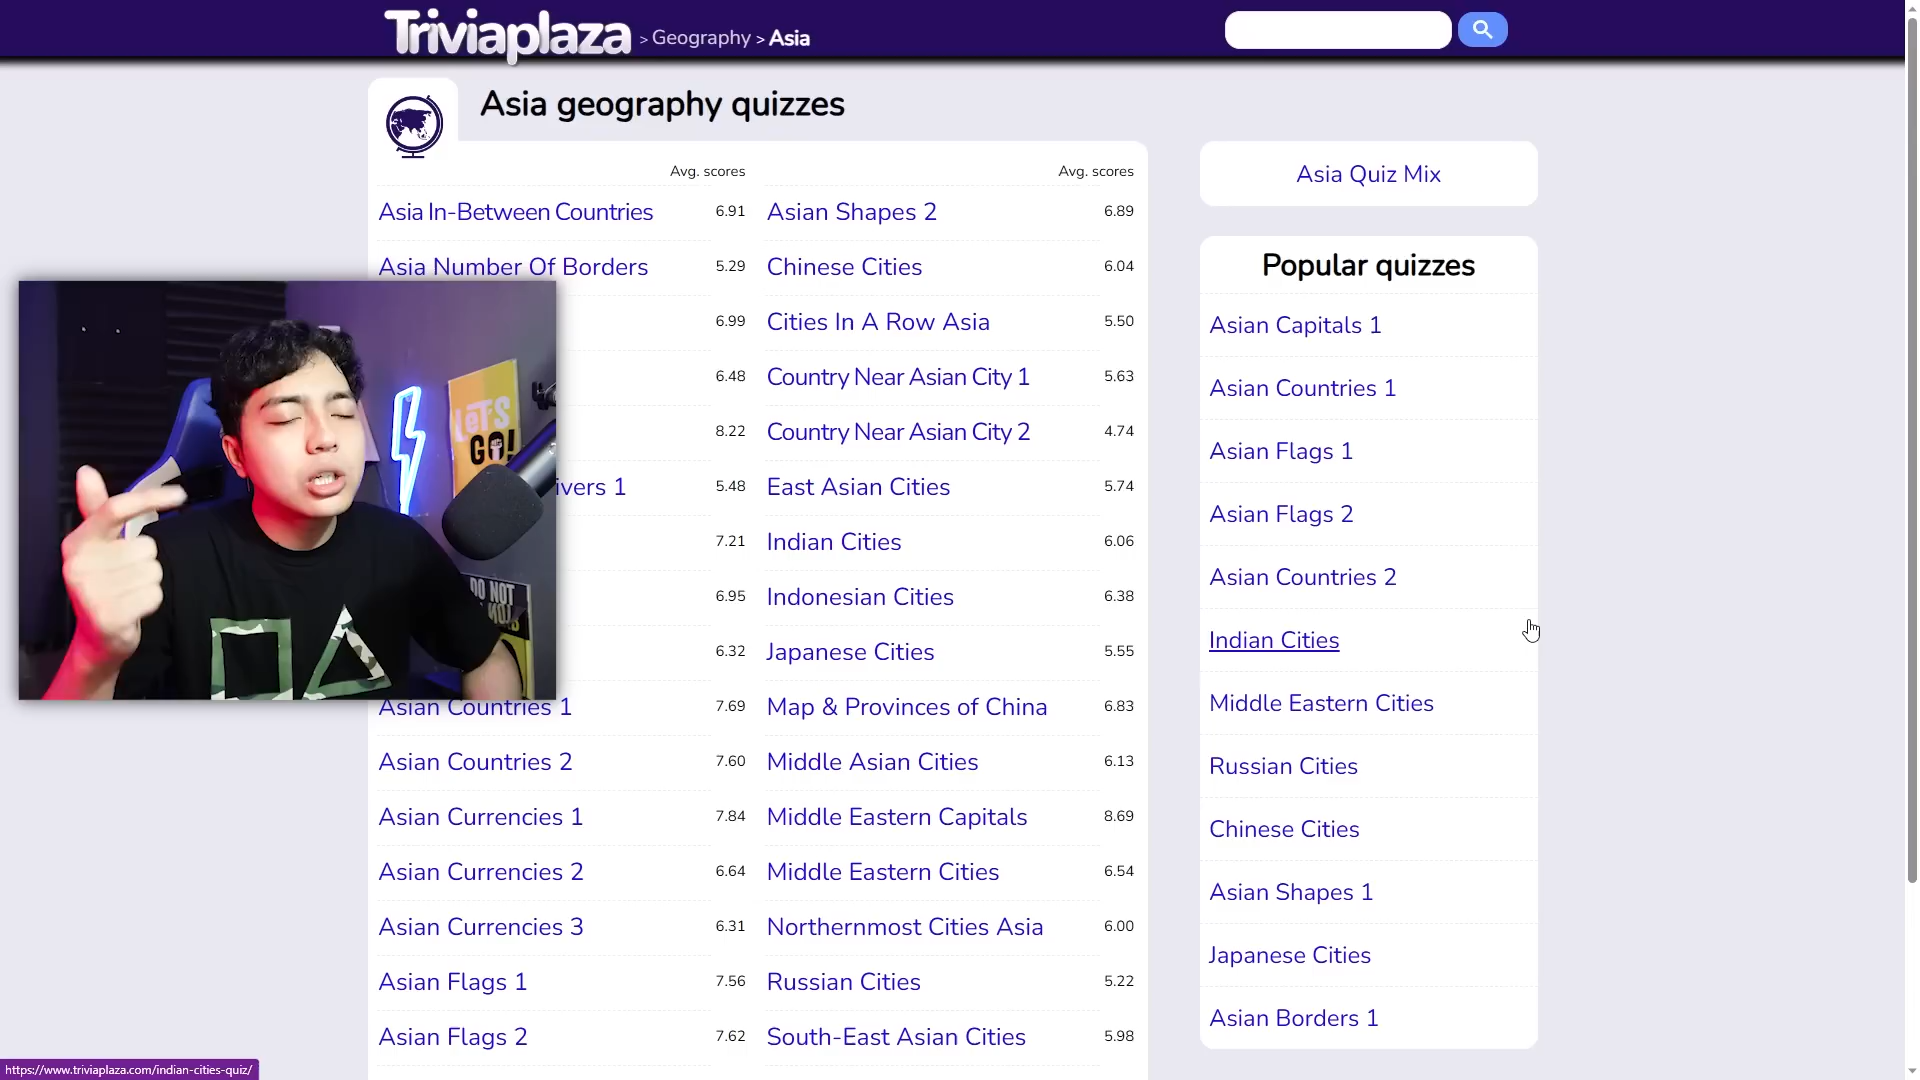 Triviaplaza > Geography > Asia
Asia geography quizzes
Avg. scores
Asia In-Between Countries 6.91
Asia Number Of Borders 5.29
6.99
6.48
8.22
ivers 1 5.48
7.21
6.95
6.32
Asian Countries 1 7.69
Asian Countries 2 7.60
Asian Currencies 1 7.84
Asian Currencies 2 6.64
Asian Currencies 3 6.31
Asian Flags 1 7.56
Asian Flags 2 7.62
Avg. scores
Asian Shapes 2 6.89
Chinese Cities 6.04
Cities In A Row Asia 5.50
Country Near Asian City 1 5.63
Country Near Asian City 2 4.74
East Asian Cities 5.74
Indian Cities 6.06
Indonesian Cities 6.38
Japanese Cities 5.55
Map & Provinces of China 6.83
Middle Asian Cities 6.13
Middle Eastern Capitals 8.69
Middle Eastern Cities 6.54
Northernmost Cities Asia 6.00
Russian Cities 5.22
South-East Asian Cities 5.98
Asia Quiz Mix
Popular quizzes
Asian Capitals 1
Asian Countries 1
Asian Flags 1
Asian Flags 2
Asian Countries 2
Indian Cities
Middle Eastern Cities
Russian Cities
Chinese Cities
Asian Shapes 1
Japanese Cities
Asian Borders 1
LeTS
GO!
DO NOT
https://www.triviaplaza.com/indian-cities-quiz/